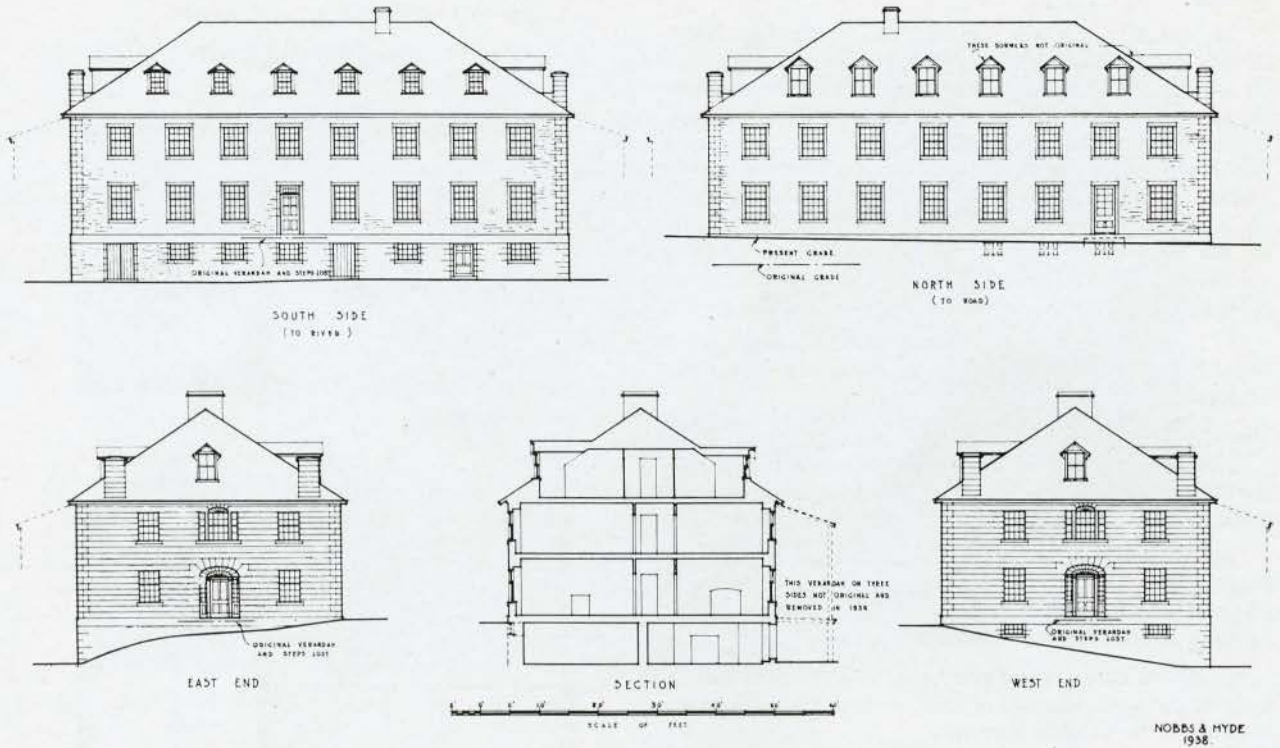 THESE DORMERS NOT ORIGINAL
ORIGINAL VERANDAH AND STEPS LOST
PRESENT GRADE
ORIGINAL GRADE
SOUTH SIDE
(TO RIVER)
NORTH SIDE
(TO ROAD)
THIS VERANDAH ON THREE
SIDES NOT ORIGINAL AND
REMOVED IN
ORIGINAL VERANDAH
AND STEPS LOST
ORIGINAL VERANDAH
AND STEPS LOST
EAST END
SECTION
WEST END
SCALE OF FEET
NOBBS & HYDE
1938.